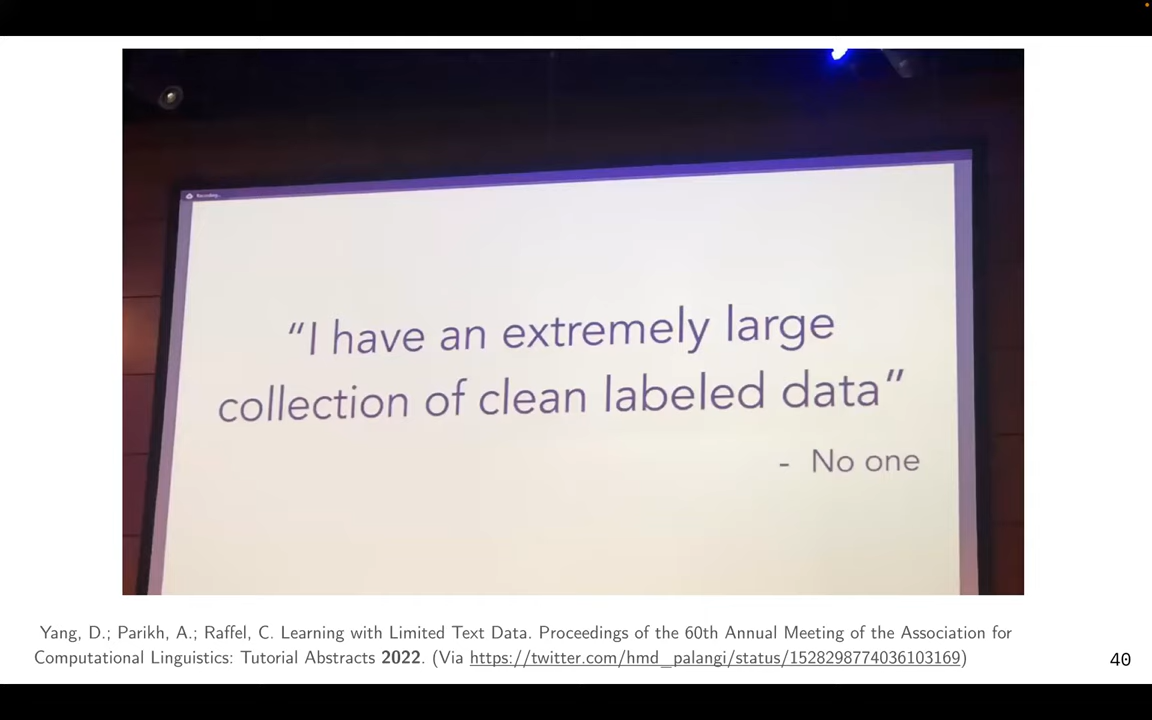 Recording...
“I have an extremely large
collection of clean labeled data”
- No one
Yang, D.; Parikh, A.; Raffel, C. Learning with Limited Text Data. Proceedings of the 60th Annual Meeting of the Association for
Computational Linguistics: Tutorial Abstracts 2022. (Via https://twitter.com/hmd_palangi/status/1528298774036103169)
40